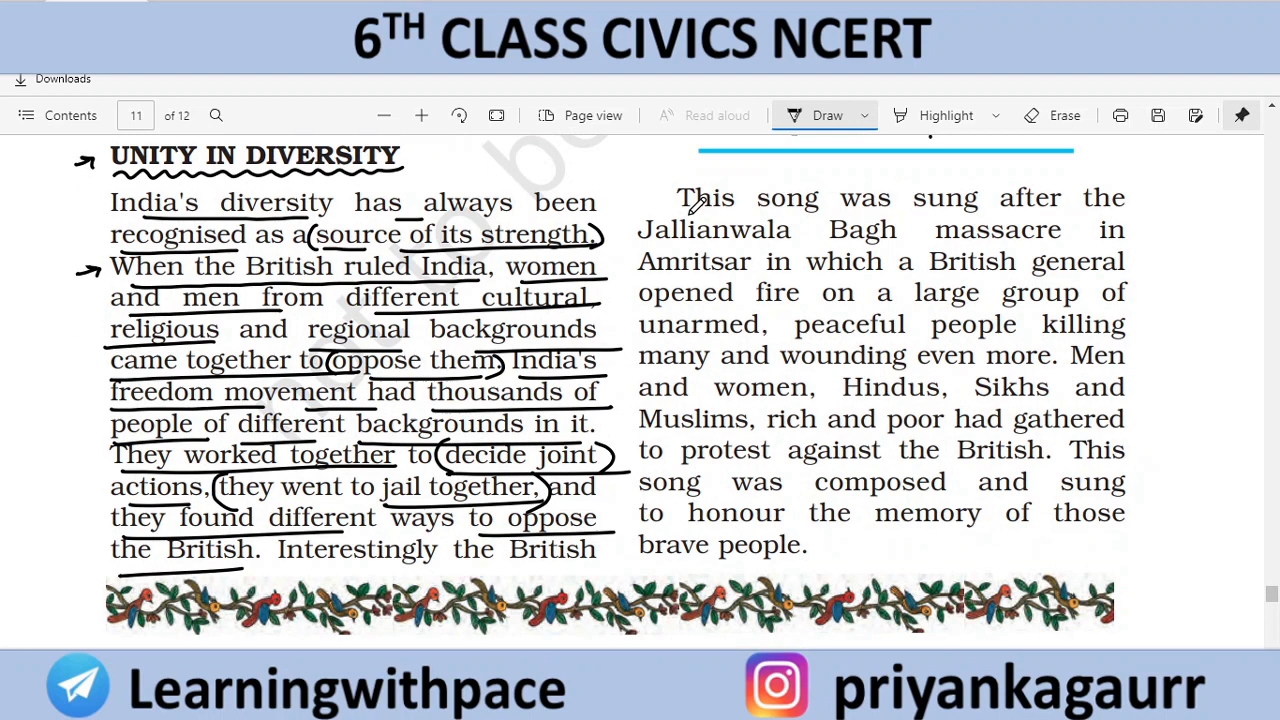 6TH CLASS CIVICS NCERT
Downloads
Contents
11 of 12
Page view
Read aloud
Draw
Highlight
Erase
UNITY IN DIVERSITY
India's diversity has always been
recognised as a source of its strength.
When the British ruled India, women
and men from different cultural,
religious and regional backgrounds
came together to oppose them. India's
freedom movement had thousands of
people of different backgrounds in it.
They worked together to decide joint
actions, they went to jail together, and
they found different ways to oppose
the British. Interestingly the British
This song was sung after the
Jallianwala Bagh massacre in
Amritsar in which a British general
opened fire on a large group of
unarmed, peaceful people killing
many and wounding even more. Men
and women, Hindus, Sikhs and
Muslims, rich and poor had gathered
to protest against the British. This
song was composed and sung
to honour the memory of those
brave people.
not to be
Learningwithpace
priyankagaurr